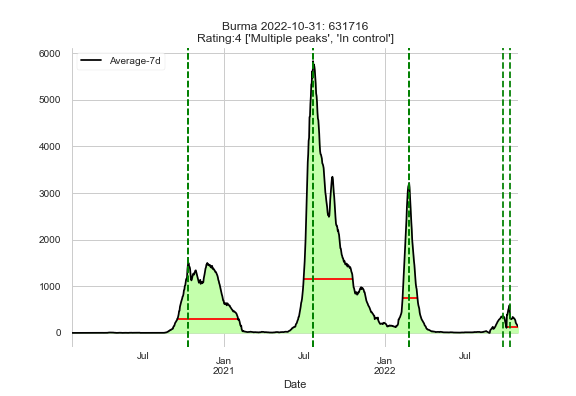 Burma 2022-10-31: 631716
Rating:4 ['Multiple peaks', 'In control']
Average-7d
6000
5000
4000
3000
2000
1000
0
Jul
Jan
2021
Jul
Jan
2022
Jul
Date